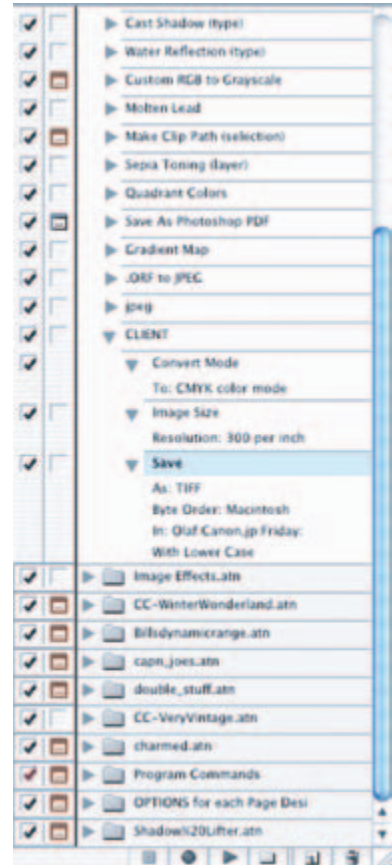 Cast Shadow (type)
Water Reflection (type)
Custom RGB to Grayscale
Molten Lead
Make Clip Path (selection)
Sepia Toning (layer)
Quadrant Colors
Save As Photoshop PDF
Gradient Map
.ORF to JPEG
jpeg
CLIENT
Convert Mode
To: CMYK color mode
Image Size
Resolution: 300 per inch
Save
As: TIFF
Byte Order: Macintosh
In: Olaf:Canon.jp Friday:
With Lower Case
Image Effects.atn
CC-WinterWonderland.atn
Billsdynamicrange.atn
capn_joes.atn
double_stuff.atn
CC-VeryVintage.atn
charmed.atn
Program Commands
OPTIONS for each Page Desi
Shadow%20Lifter.atn